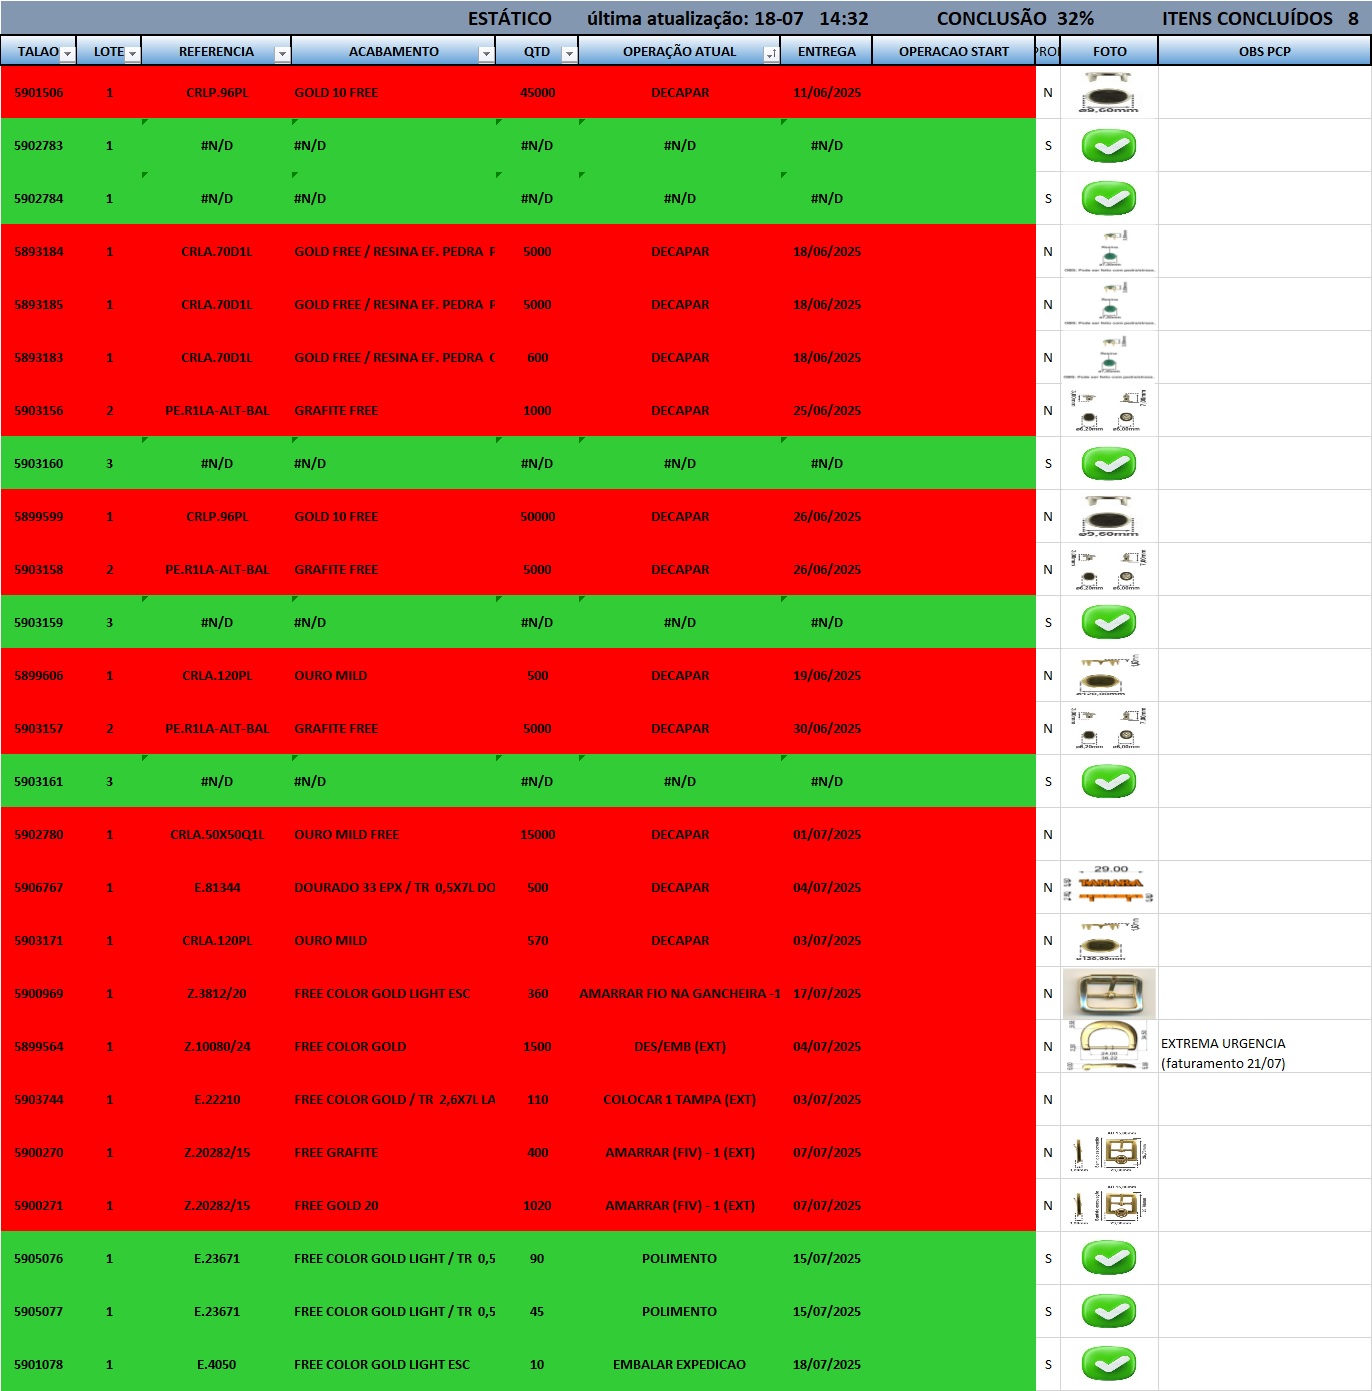 ESTÁTICO última atualização: 18-07 14:32 CONCLUSÃO 32% ITENS CONCLUÍDOS 8
TALAO LOTE REFERENCIA ACABAMENTO QTD OPERAÇÃO ATUAL ENTREGA OPERACAO START PROI FOTO OBS PCP
5901506 1 CRLP.96PL GOLD 10 FREE 45000 DECAPAR 11/06/2025 N
5902783 1 #N/D #N/D #N/D #N/D #N/D S
5902784 1 #N/D #N/D #N/D #N/D #N/D S
5893184 1 CRLA.70D1L GOLD FREE / RESINA EF. PEDRA F 5000 DECAPAR 18/06/2025 N
5893185 1 CRLA.70D1L GOLD FREE / RESINA EF. PEDRA F 5000 DECAPAR 18/06/2025 N
5893183 1 CRLA.70D1L GOLD FREE / RESINA EF. PEDRA C 600 DECAPAR 18/06/2025 N
5903156 2 PE.R1LA-ALT-BAL GRAFITE FREE 1000 DECAPAR 25/06/2025 N
5903160 3 #N/D #N/D #N/D #N/D #N/D S
5899599 1 CRLP.96PL GOLD 10 FREE 50000 DECAPAR 26/06/2025 N
5903158 2 PE.R1LA-ALT-BAL GRAFITE FREE 5000 DECAPAR 26/06/2025 N
5903159 3 #N/D #N/D #N/D #N/D #N/D S
5899606 1 CRLA.120PL OURO MILD 500 DECAPAR 19/06/2025 N
5903157 2 PE.R1LA-ALT-BAL GRAFITE FREE 5000 DECAPAR 30/06/2025 N
5903161 3 #N/D #N/D #N/D #N/D #N/D S
5902780 1 CRLA.50X50Q1L OURO MILD FREE 15000 DECAPAR 01/07/2025 N
5906767 1 E.81344 DOURADO 33 EPX / TR 0,5X7L DO 500 DECAPAR 04/07/2025 N 29.00 TANARA
5903171 1 CRLA.120PL OURO MILD 570 DECAPAR 03/07/2025 N
5900969 1 Z.3812/20 FREE COLOR GOLD LIGHT ESC 360 AMARRAR FIO NA GANCHEIRA -1 17/07/2025 N
5899564 1 Z.10080/24 FREE COLOR GOLD 1500 DES/EMB (EXT) 04/07/2025 N EXTREMA URGENCIA
(faturamento 21/07)
5903744 1 E.22210 FREE COLOR GOLD / TR 2,6X7L LA 110 COLOCAR 1 TAMPA (EXT) 03/07/2025 N
5900270 1 Z.20282/15 FREE GRAFITE 400 AMARRAR (FIV) - 1 (EXT) 07/07/2025 N
5900271 1 Z.20282/15 FREE GOLD 20 1020 AMARRAR (FIV) - 1 (EXT) 07/07/2025 N
5905076 1 E.23671 FREE COLOR GOLD LIGHT / TR 0,5 90 POLIMENTO 15/07/2025 S
5905077 1 E.23671 FREE COLOR GOLD LIGHT / TR 0,5 45 POLIMENTO 15/07/2025 S
5901078 1 E.4050 FREE COLOR GOLD LIGHT ESC 10 EMBALAR EXPEDICAO 18/07/2025 S